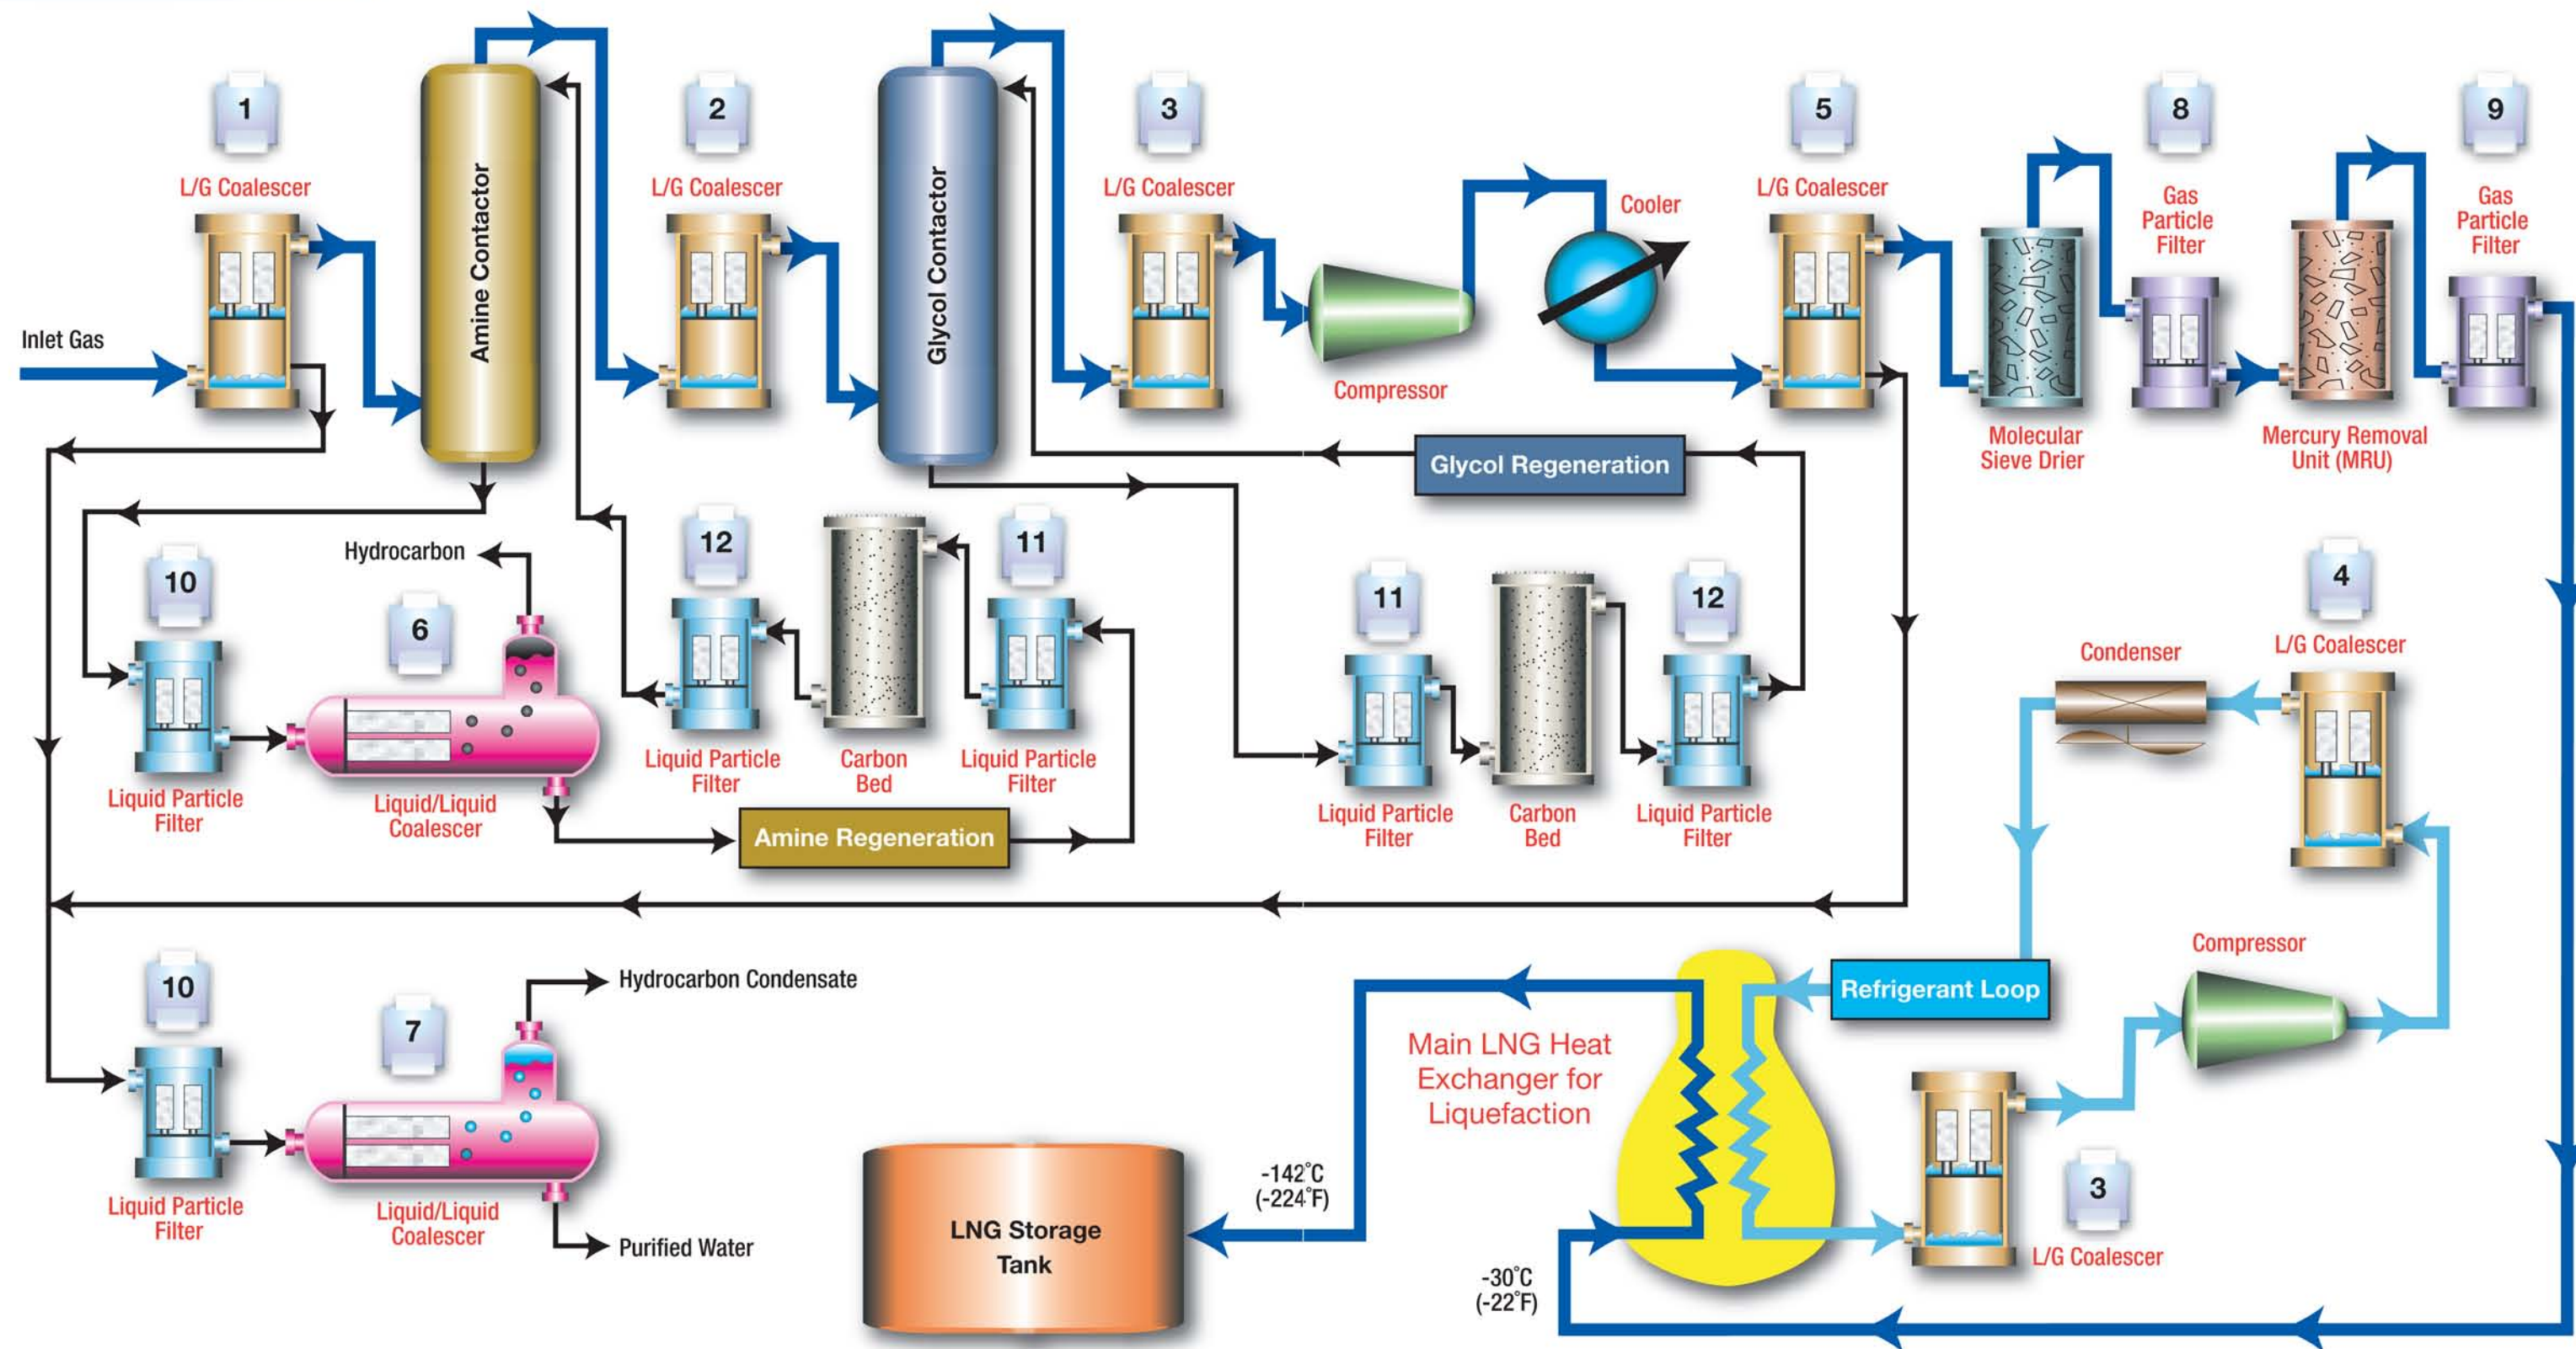 1
2
3
5
8
9
L/G Coalescer
L/G Coalescer
L/G Coalescer
L/G Coalescer
Gas
Particle
Filter
Gas
Particle
Filter
Amine Contactor
Glycol Contactor
Cooler
Inlet Gas
Compressor
Molecular
Sieve Drier
Mercury Removal
Unit (MRU)
Glycol Regeneration
Hydrocarbon
10
6
12
11
11
12
4
L/G Coalescer
Condenser
Liquid Particle
Filter
Liquid/Liquid
Coalescer
Liquid Particle
Filter
Carbon
Bed
Liquid Particle
Filter
Liquid Particle
Filter
Carbon
Bed
Liquid Particle
Filter
Amine Regeneration
Compressor
10
7
Hydrocarbon Condensate
Refrigerant Loop
Main LNG Heat
Exchanger for
Liquefaction
Liquid Particle
Filter
Liquid/Liquid
Coalescer
Purified Water
LNG Storage
Tank
-142°C
(-224°F)
-30°C
(-22°F)
3
L/G Coalescer